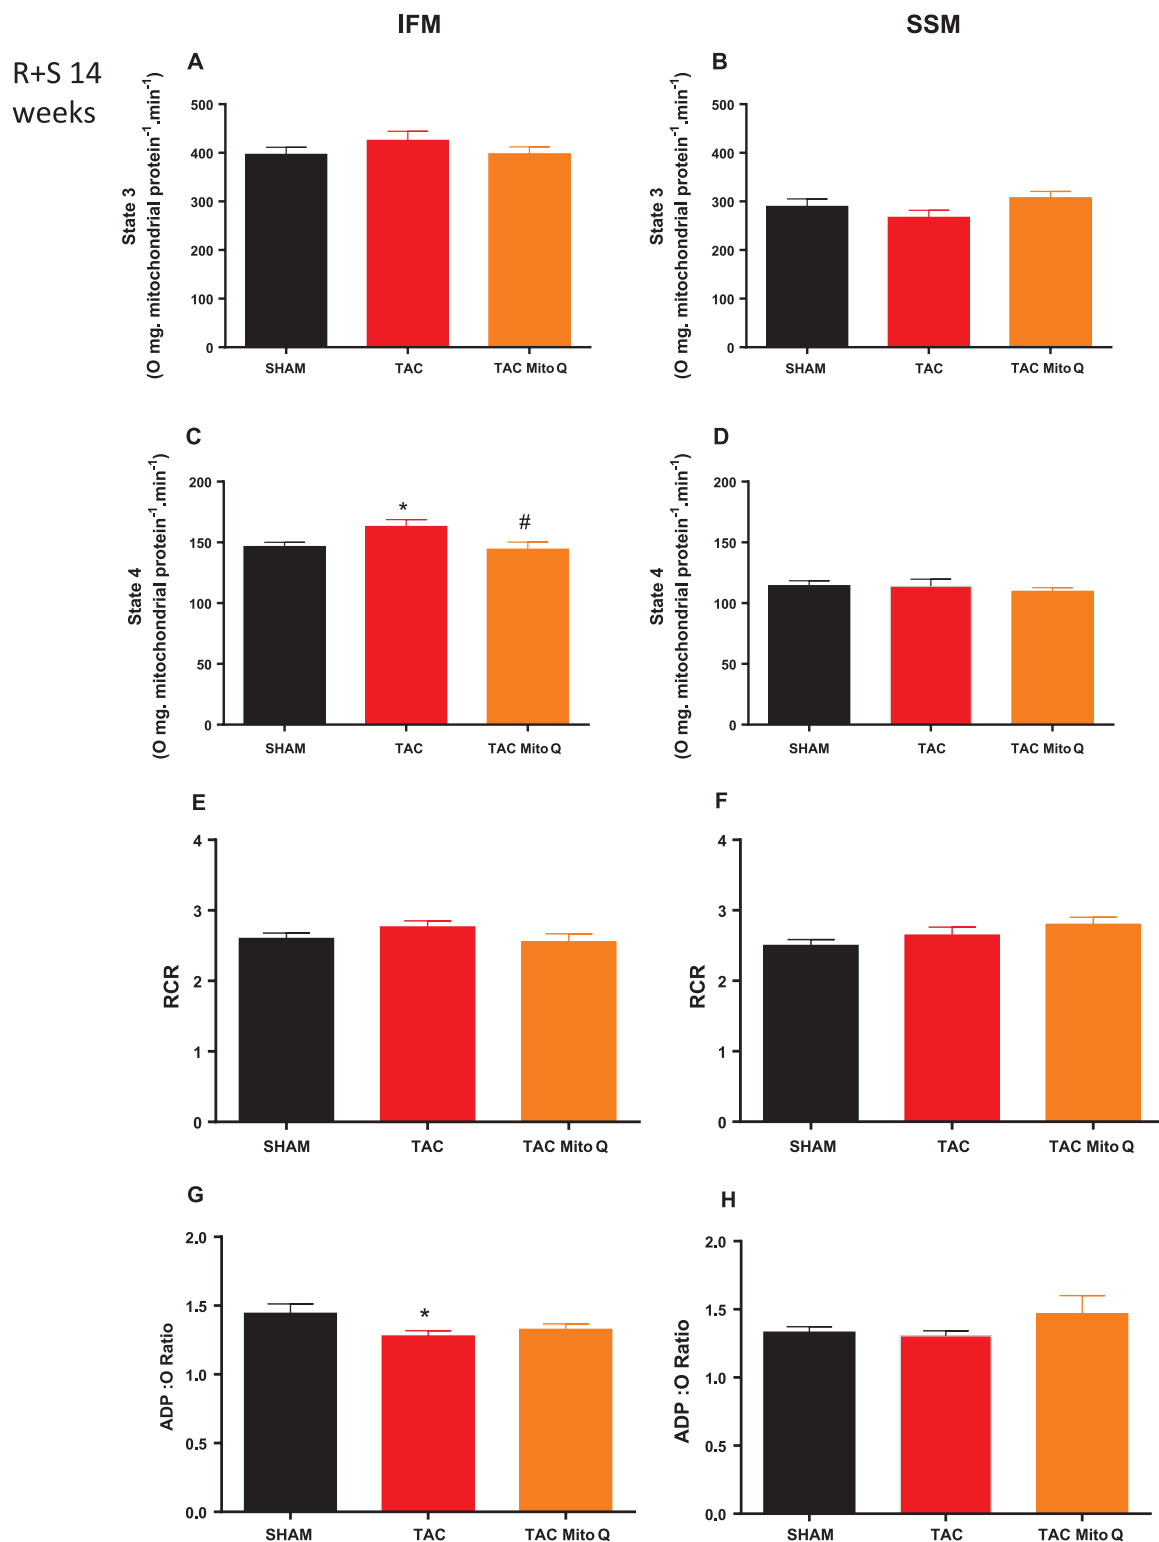 IFM
SSM
R+S 14
weeks
A
State 3
(O mg. mitochondrial protein⁻¹.min⁻¹)
500
400
300
200
100
0
SHAM
TAC
TAC Mito Q
B
State 3
(O mg. mitochondrial protein⁻¹.min⁻¹)
500
400
300
200
100
0
SHAM
TAC
TAC Mito Q
C
State 4
(O mg. mitochondrial protein⁻¹.min⁻¹)
200
150
100
50
0
*
#
SHAM
TAC
TAC Mito Q
D
State 4
(O mg. mitochondrial protein⁻¹.min⁻¹)
200
150
100
50
0
SHAM
TAC
TAC Mito Q
E
RCR
4
3
2
1
0
SHAM
TAC
TAC Mito Q
F
RCR
4
3
2
1
0
SHAM
TAC
TAC Mito Q
G
ADP :O Ratio
2.0
1.5
1.0
0.5
0.0
*
SHAM
TAC
TAC Mito Q
H
ADP :O Ratio
2.0
1.5
1.0
0.5
0.0
SHAM
TAC
TAC Mito Q